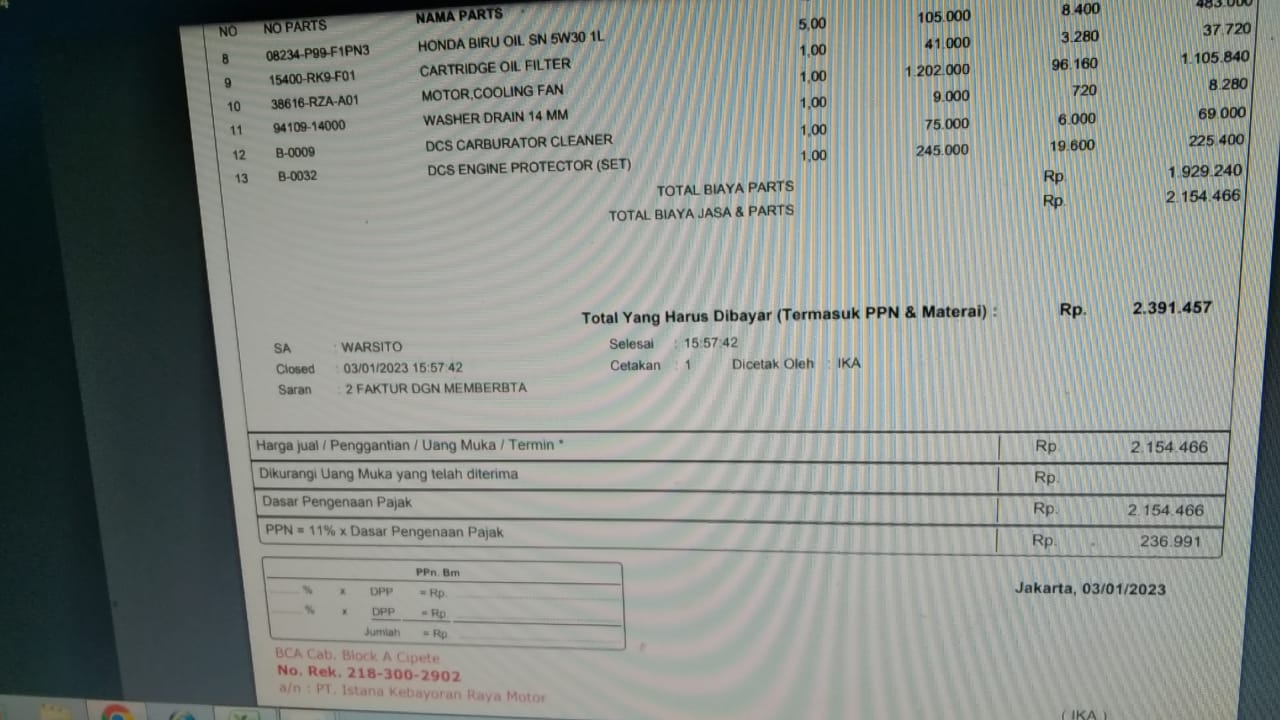 NO NO PARTS NAMA PARTS
8 08234-P99-F1PN3 HONDA BIRU OIL SN 5W30 1L 5,00 105.000 8.400 483.000
9 15400-RK9-F01 CARTRIDGE OIL FILTER 1,00 41.000 3.280 37.720
10 38616-RZA-A01 MOTOR,COOLING FAN 1,00 1.202.000 96.160 1.105.840
11 94109-14000 WASHER DRAIN 14 MM 1,00 9.000 720 8.280
12 B-0009 DCS CARBURATOR CLEANER 1,00 75.000 6.000 69.000
13 B-0032 DCS ENGINE PROTECTOR (SET) 1,00 245.000 19.600 225.400
TOTAL BIAYA PARTS Rp. 1.929.240
TOTAL BIAYA JASA & PARTS Rp. 2.154.466
Total Yang Harus Dibayar (Termasuk PPN & Materai) : Rp. 2.391.457
SA : WARSITO Selesai : 15:57:42
Closed : 03/01/2023 15:57:42 Cetakan : 1 Dicetak Oleh : IKA
Saran : 2 FAKTUR DGN MEMBERBTA
Harga jual / Penggantian / Uang Muka / Termin * Rp. 2.154.466
Dikurangi Uang Muka yang telah diterima Rp.
Dasar Pengenaan Pajak Rp. 2.154.466
PPN = 11% x Dasar Pengenaan Pajak Rp. 236.991
PPn. Bm
% x DPP = Rp.
% x DPP = Rp.
Jumlah = Rp.
Jakarta, 03/01/2023
BCA Cab. Block A Cipete
No. Rek. 218-300-2902
a/n : PT. Istana Kebayoran Raya Motor
( IKA )